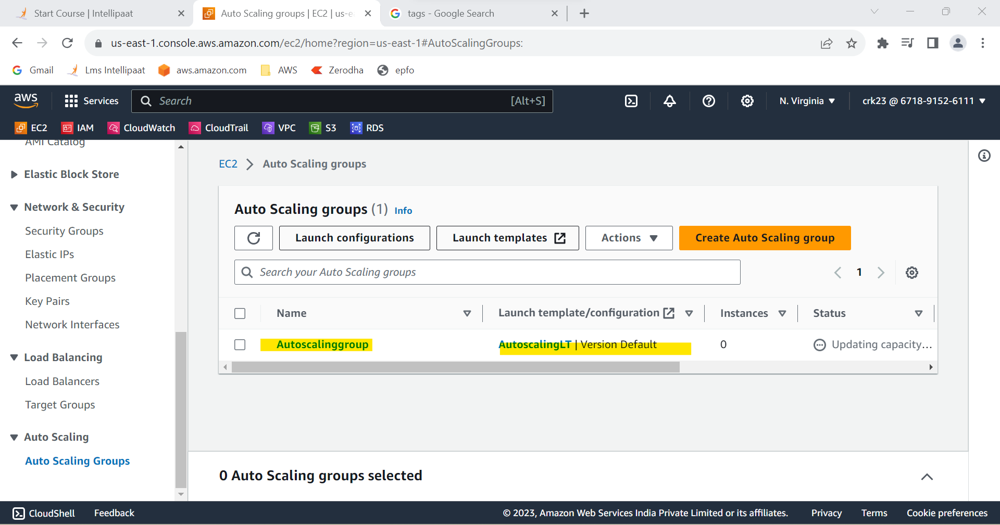 Start Course | Intellipaat
Auto Scaling groups | EC2 | us-e
tags - Google Search
us-east-1.console.aws.amazon.com/ec2/home?region=us-east-1#AutoScalingGroups:
Gmail
Lms Intellipaat
aws.amazon.com
AWS
Zerodha
epfo
aws
Services
Search
[Alt+S]
N. Virginia
crk23 @ 6718-9152-6111
EC2
IAM
CloudWatch
CloudTrail
VPC
S3
RDS
AMI Catalog
Elastic Block Store
Network & Security
Security Groups
Elastic IPs
Placement Groups
Key Pairs
Network Interfaces
Load Balancing
Load Balancers
Target Groups
Auto Scaling
Auto Scaling Groups
EC2 > Auto Scaling groups
Auto Scaling groups (1) Info
Launch configurations
Launch templates
Actions
Create Auto Scaling group
Search your Auto Scaling groups
1
Name
Launch template/configuration
Instances
Status
Autoscalinggroup
AutoscalingLT | Version Default
0
Updating capacity...
0 Auto Scaling groups selected
CloudShell
Feedback
© 2023, Amazon Web Services India Private Limited or its affiliates.
Privacy
Terms
Cookie preferences